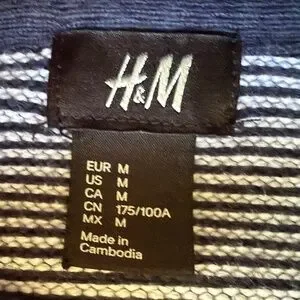 H&M
EUR M
US M
CA M
CN 175/100A
MX M
Made in
Cambodia